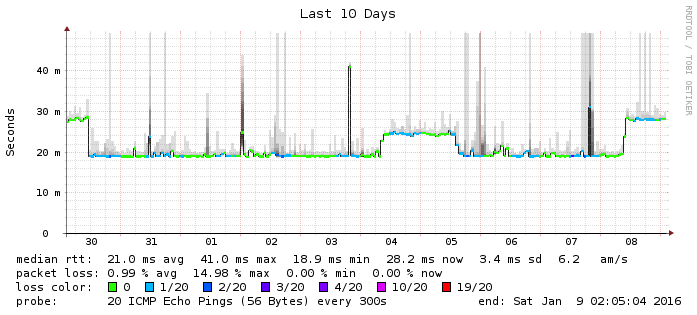 Last 10 Days
RRDTOOL / TOBI OETIKER
Seconds
40 m
30 m
20 m
10 m
0
30 31 01 02 03 04 05 06 07 08
median rtt: 21.0 ms avg 41.0 ms max 18.9 ms min 28.2 ms now 3.4 ms sd 6.2 am/s
packet loss: 0.99 % avg 14.98 % max 0.00 % min 0.00 % now
loss color: 0 1/20 2/20 3/20 4/20 10/20 19/20
probe: 20 ICMP Echo Pings (56 Bytes) every 300s end: Sat Jan 9 02:05:04 2016